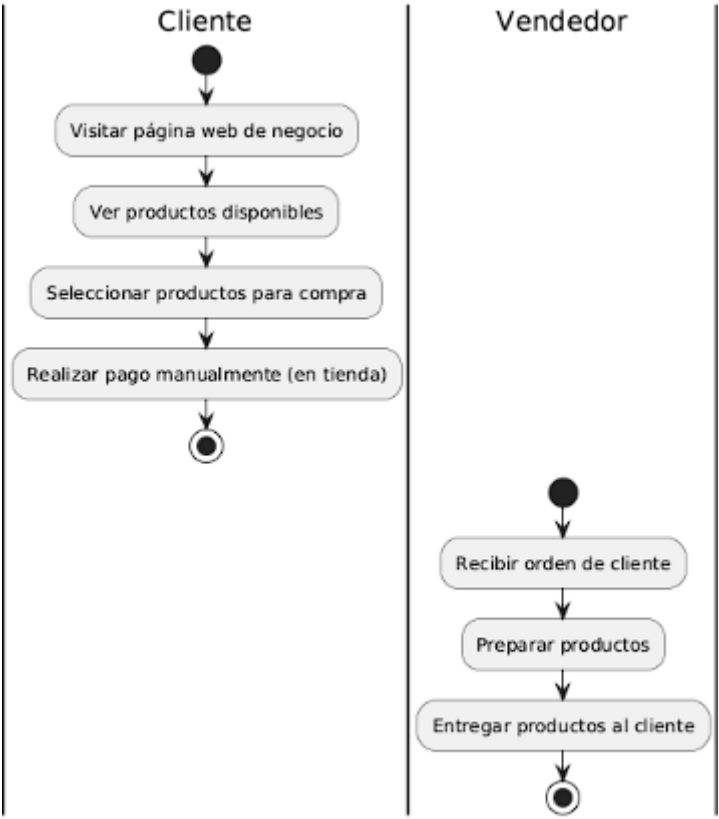 Cliente
Vendedor
Visitar página web de negocio
Ver productos disponibles
Seleccionar productos para compra
Realizar pago manualmente (en tienda)
Recibir orden de cliente
Preparar productos
Entregar productos al cliente